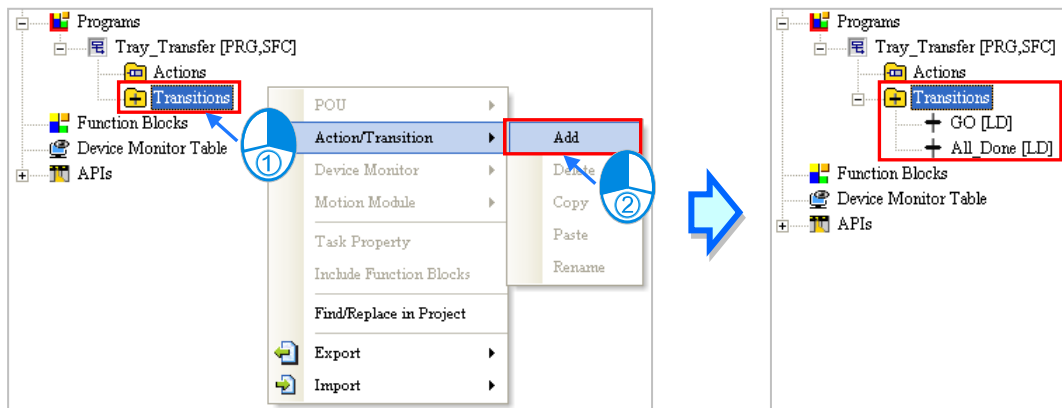 Programs
Tray_Transfer [PRG,SFC]
Actions
Transitions
Function Blocks
Device Monitor Table
APIs
①
POU
Action/Transition
Device Monitor
Motion Module
Task Property
Include Function Blocks
Find/Replace in Project
Export
Import
Add
Delete
Copy
Paste
Rename
②
Programs
Tray_Transfer [PRG,SFC]
Actions
Transitions
GO [LD]
All_Done [LD]
Function Blocks
Device Monitor Table
APIs